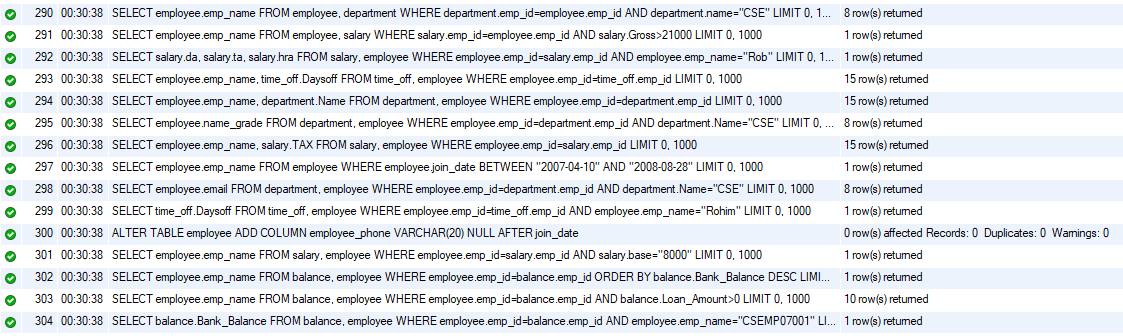 290 00:30:38 SELECT employee.emp_name FROM employee, department WHERE department.emp_id=employee.emp_id AND department.name="CSE" LIMIT 0, 1... 8 row(s) returned
291 00:30:38 SELECT employee.emp_name FROM employee, salary WHERE salary.emp_id=employee.emp_id AND salary.Gross>21000 LIMIT 0, 1000 1 row(s) returned
292 00:30:38 SELECT salary.da, salary.ta, salary.hra FROM salary, employee WHERE employee.emp_id=salary.emp_id AND employee.emp_name="Rob" LIMIT 0, 1... 1 row(s) returned
293 00:30:38 SELECT employee.emp_name, time_off.Daysoff FROM time_off, employee WHERE employee.emp_id=time_off.emp_id LIMIT 0, 1000 15 row(s) returned
294 00:30:38 SELECT employee.emp_name, department.Name FROM department, employee WHERE employee.emp_id=department.emp_id LIMIT 0, 1000 15 row(s) returned
295 00:30:38 SELECT employee.name_grade FROM department, employee WHERE employee.emp_id=department.emp_id AND department.Name="CSE" LIMIT 0, ... 8 row(s) returned
296 00:30:38 SELECT employee.emp_name, salary.TAX FROM salary, employee WHERE employee.emp_id=salary.emp_id LIMIT 0, 1000 15 row(s) returned
297 00:30:38 SELECT employee.emp_name FROM employee WHERE employee.join_date BETWEEN "2007-04-10" AND "2008-08-28" LIMIT 0, 1000 1 row(s) returned
298 00:30:38 SELECT employee.email FROM department, employee WHERE employee.emp_id=department.emp_id AND department.Name="CSE" LIMIT 0, 1000 8 row(s) returned
299 00:30:38 SELECT time_off.Daysoff FROM time_off, employee WHERE employee.emp_id=time_off.emp_id AND employee.emp_name="Rohim" LIMIT 0, 1000 1 row(s) returned
300 00:30:38 ALTER TABLE employee ADD COLUMN employee_phone VARCHAR(20) NULL AFTER join_date 0 row(s) affected Records: 0 Duplicates: 0 Warnings: 0
301 00:30:38 SELECT employee.emp_name FROM salary, employee WHERE employee.emp_id=salary.emp_id AND salary.base="8000" LIMIT 0, 1000 1 row(s) returned
302 00:30:38 SELECT employee.emp_name FROM balance, employee WHERE employee.emp_id=balance.emp_id ORDER BY balance.Bank_Balance DESC LIMI... 1 row(s) returned
303 00:30:38 SELECT employee.emp_name FROM balance, employee WHERE employee.emp_id=balance.emp_id AND balance.Loan_Amount>0 LIMIT 0, 1000 10 row(s) returned
304 00:30:38 SELECT balance.Bank_Balance FROM balance, employee WHERE employee.emp_id=balance.emp_id AND employee.emp_name="CSEMP07001" LI... 1 row(s) returned